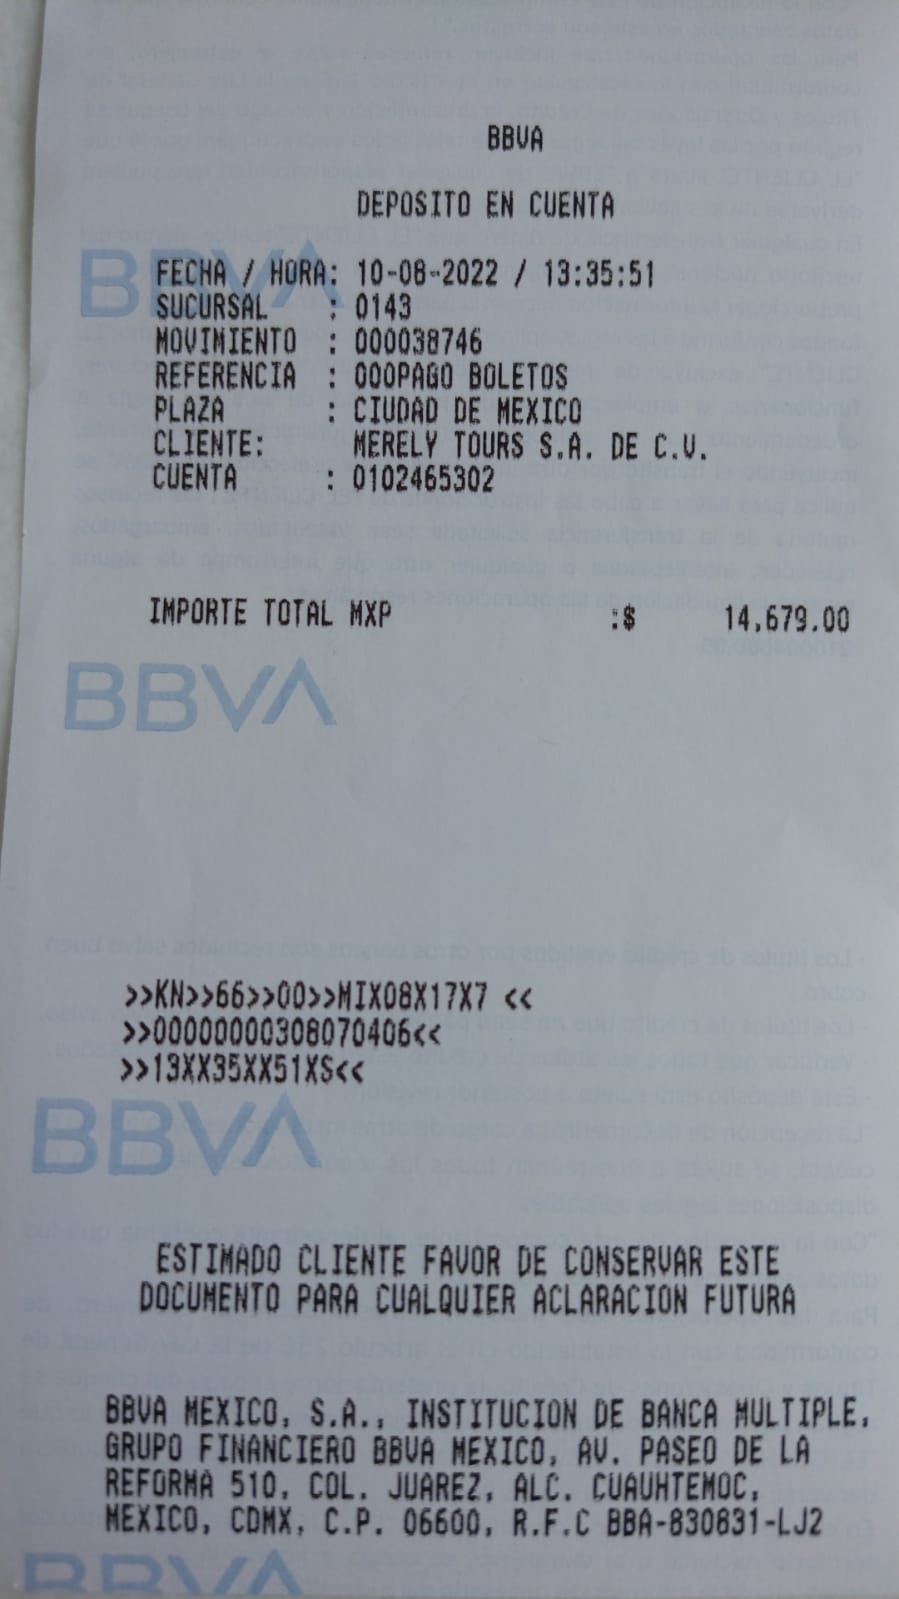 BBVA
DEPOSITO EN CUENTA
FECHA / HORA: 10-08-2022 / 13:35:51
SUCURSAL : 0143
MOVIMIENTO : 000038746
REFERENCIA : 000PAGO BOLETOS
PLAZA : CIUDAD DE MEXICO
CLIENTE: MERELY TOURS S.A. DE C.V.
CUENTA : 0102465302
IMPORTE TOTAL MXP :$ 14,679.00
BBVA
>>KN>>66>>00>>MIX08X17X7 <<
>>000000000308070406<<
>>13XX35XX51XS<<
BBVA
ESTIMADO CLIENTE FAVOR DE CONSERVAR ESTE
DOCUMENTO PARA CUALQUIER ACLARACION FUTURA
BBVA MEXICO, S.A., INSTITUCION DE BANCA MULTIPLE,
GRUPO FINANCIERO BBVA MEXICO, AV. PASEO DE LA
REFORMA 510, COL. JUAREZ, ALC. CUAUHTEMOC,
MEXICO, CDMX, C.P. 06600, R.F.C BBA-830831-LJ2
BBVA